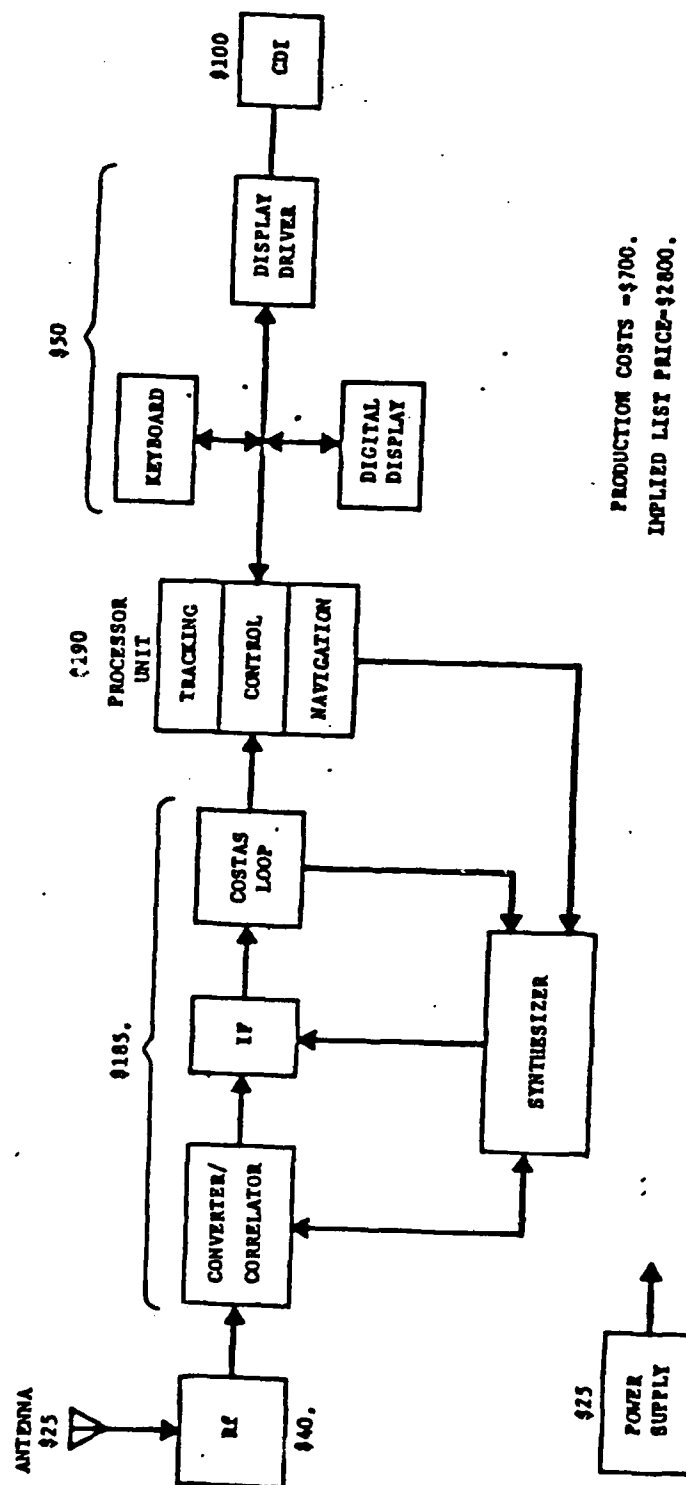 ANTENNA
$25
RF
$40.
$185.
CONVERTER/
CORRELATOR
IF
COSTAS
LOOP
SYNTHESIZER
PROCESSOR
UNIT
TRACKING
CONTROL
NAVIGATION
$50
KEYBOARD
DIGITAL
DISPLAY
DISPLAY
DRIVER
$100
CDI
$25
POWER
SUPPLY
PRODUCTION COSTS =$700.
IMPLIED LIST PRICE=$2800.